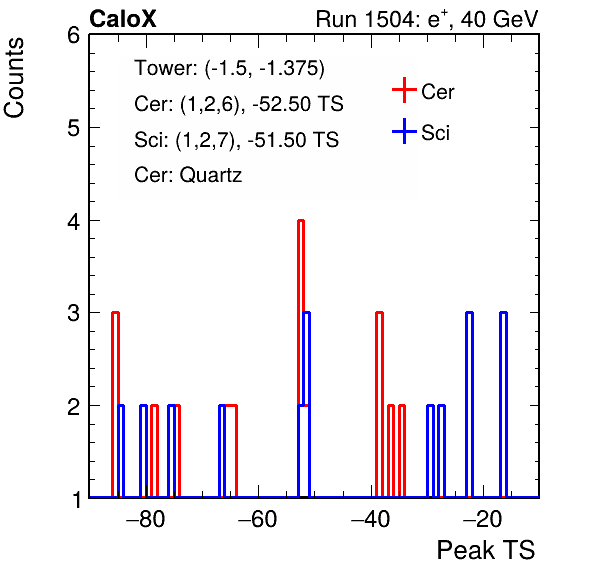 CaloX Run 1504: e⁺, 40 GeV
Counts
6
Tower: (-1.5, -1.375)
Cer: (1,2,6), -52.50 TS
Sci: (1,2,7), -51.50 TS
Cer: Quartz
Cer
Sci
5
4
3
2
1
−80 −60 −40 −20
Peak TS